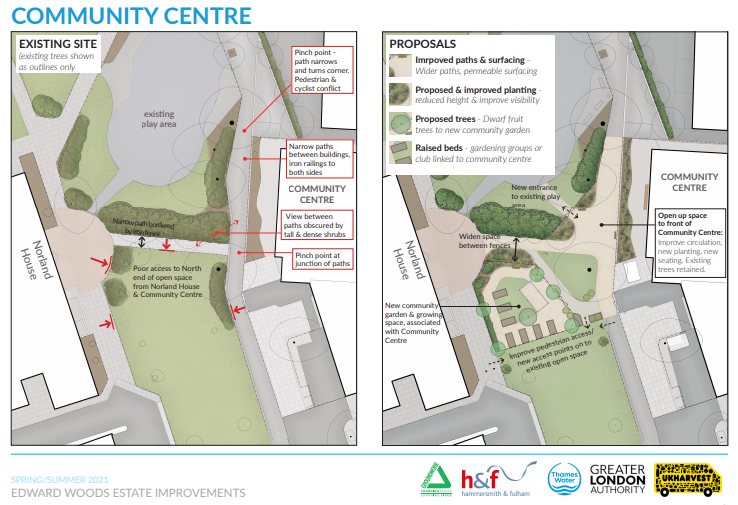 COMMUNITY CENTRE
EXISTING SITE
(existing trees shown
as outlines only
Pinch point -
path narrows
and turns corner.
Pedestrian &
cyclist conflict
existing
play area
Narrow paths
between buildings,
iron railings to
both sides
COMMUNITY
CENTRE
View between
paths obscured by
tall & dense shrubs
Narrow path bordered
Pinch point at
junction of paths
Norland
House
Poor access to North
end of open space
from Norland House
& Community Centre
PROPOSALS
Imrpoved paths & surfacing -
Wider paths, permeable surfacing
Proposed & improved planting -
reduced height & improve visibility
Proposed trees - Dwarf fruit
trees to new community garden
Raised beds - gardening groups or
club linked to community centre
COMMUNITY
CENTRE
New entrance
to existing play
area
Widen space
between fences
Open up space
to front of
Community Centre:
Improve circulation,
new planting, new
seating. Existing
trees retained.
Norland
House
New community
garden & growing
space, associated
with Community
Centre
Improve pedestrian access/
new access points on to
existing open space
SPRING/SUMMER 2021
EDWARD WOODS ESTATE IMPROVEMENTS
GROUNDWORK
h&f
hammersmith & fulham
Thames
Water
GREATER
LONDON
AUTHORITY
UKHARVEST